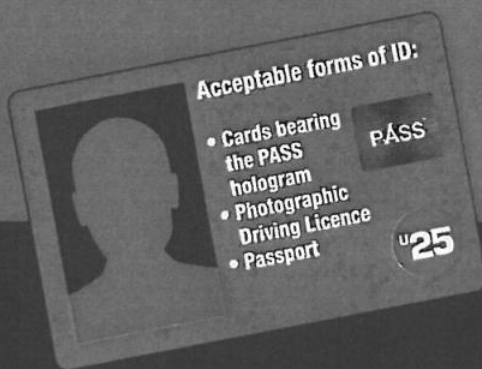 Acceptable forms of ID:
• Cards bearing
the PASS
hologram
• Photographic
Driving Licence
• Passport
PASS
U25